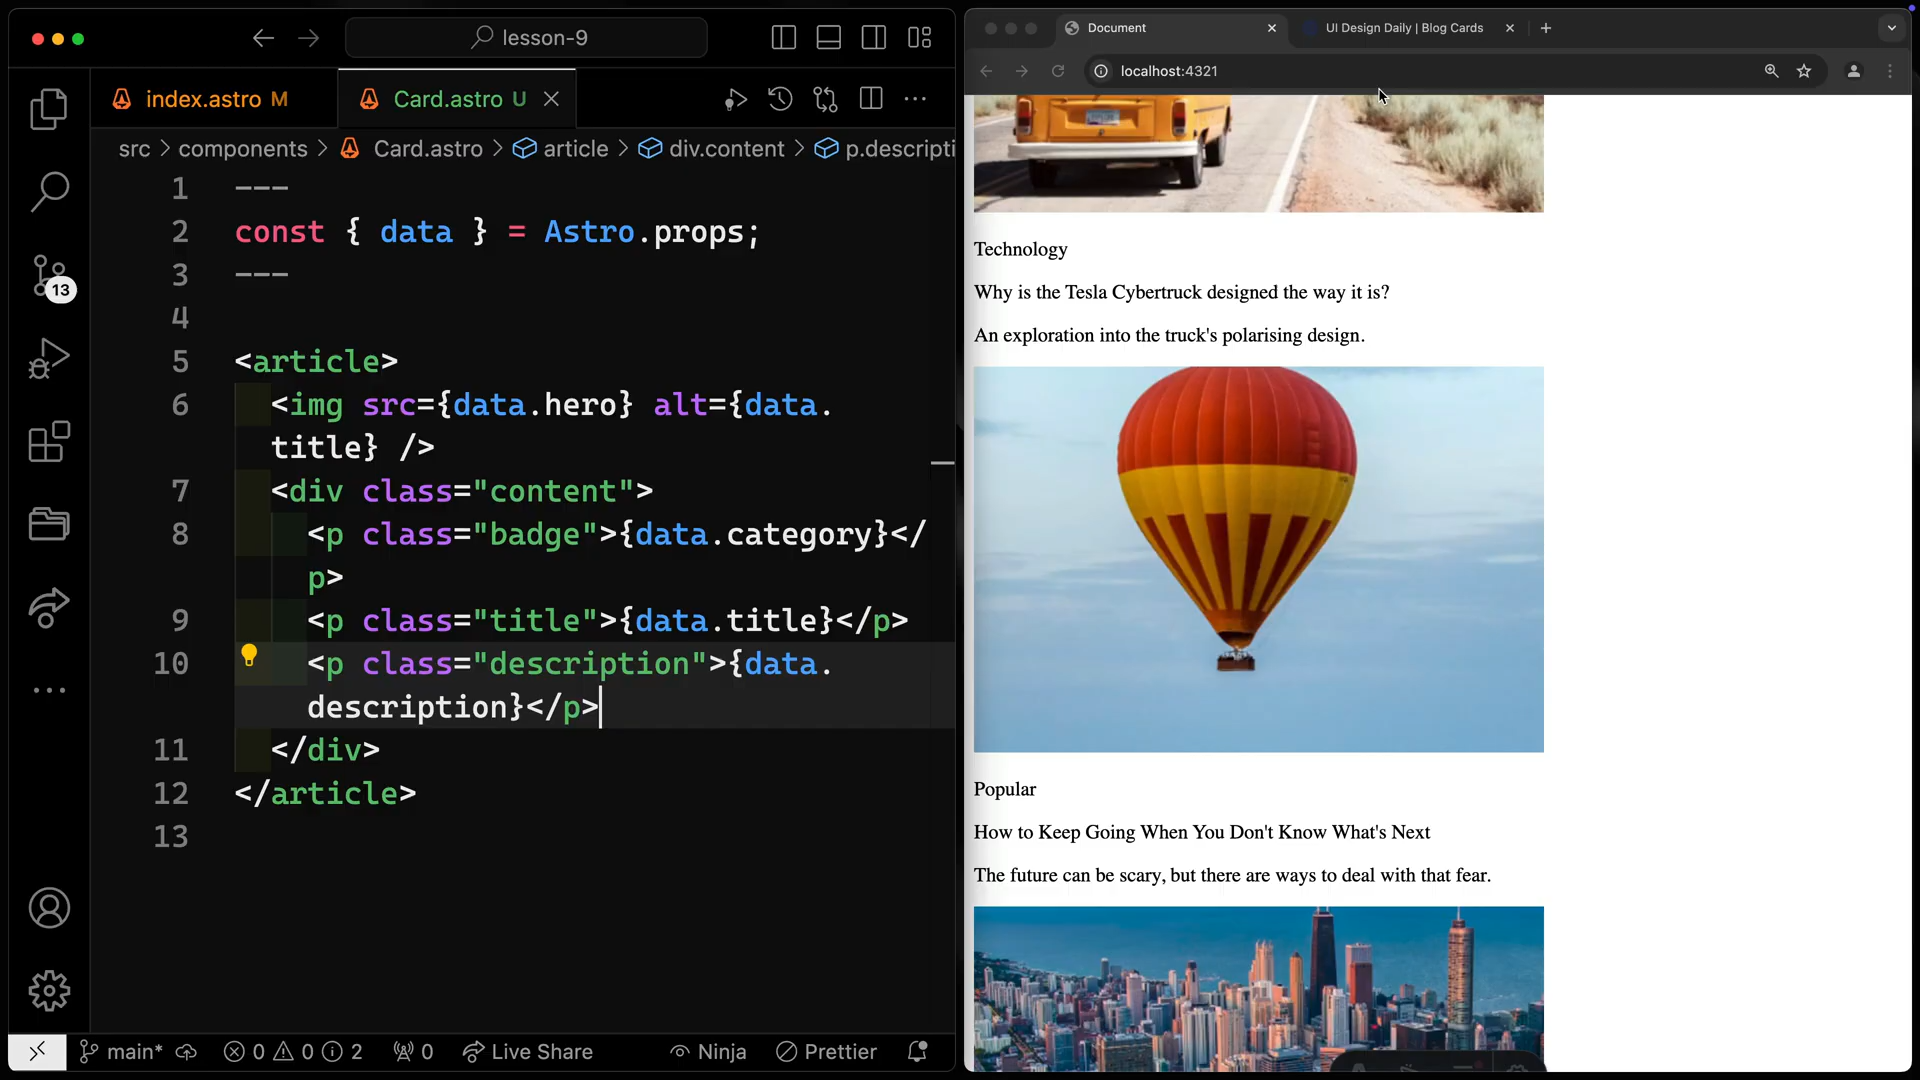 lesson-9
index.astro M
Card.astro U
src > components > Card.astro > article > div.content > p.descripti
1 ---
2 const { data } = Astro.props;
3 ---
4
5 <article>
6 <img src={data.hero} alt={data.
title} />
7 <div class="content">
8 <p class="badge">{data.category}</
p>
9 <p class="title">{data.title}</p>
10 <p class="description">{data.
description}</p>
11 </div>
12 </article>
13
13
main* 0 0 2 0 Live Share Ninja Prettier
Document
UI Design Daily | Blog Cards
localhost:4321
Technology
Why is the Tesla Cybertruck designed the way it is?
An exploration into the truck's polarising design.
Popular
How to Keep Going When You Don't Know What's Next
The future can be scary, but there are ways to deal with that fear.